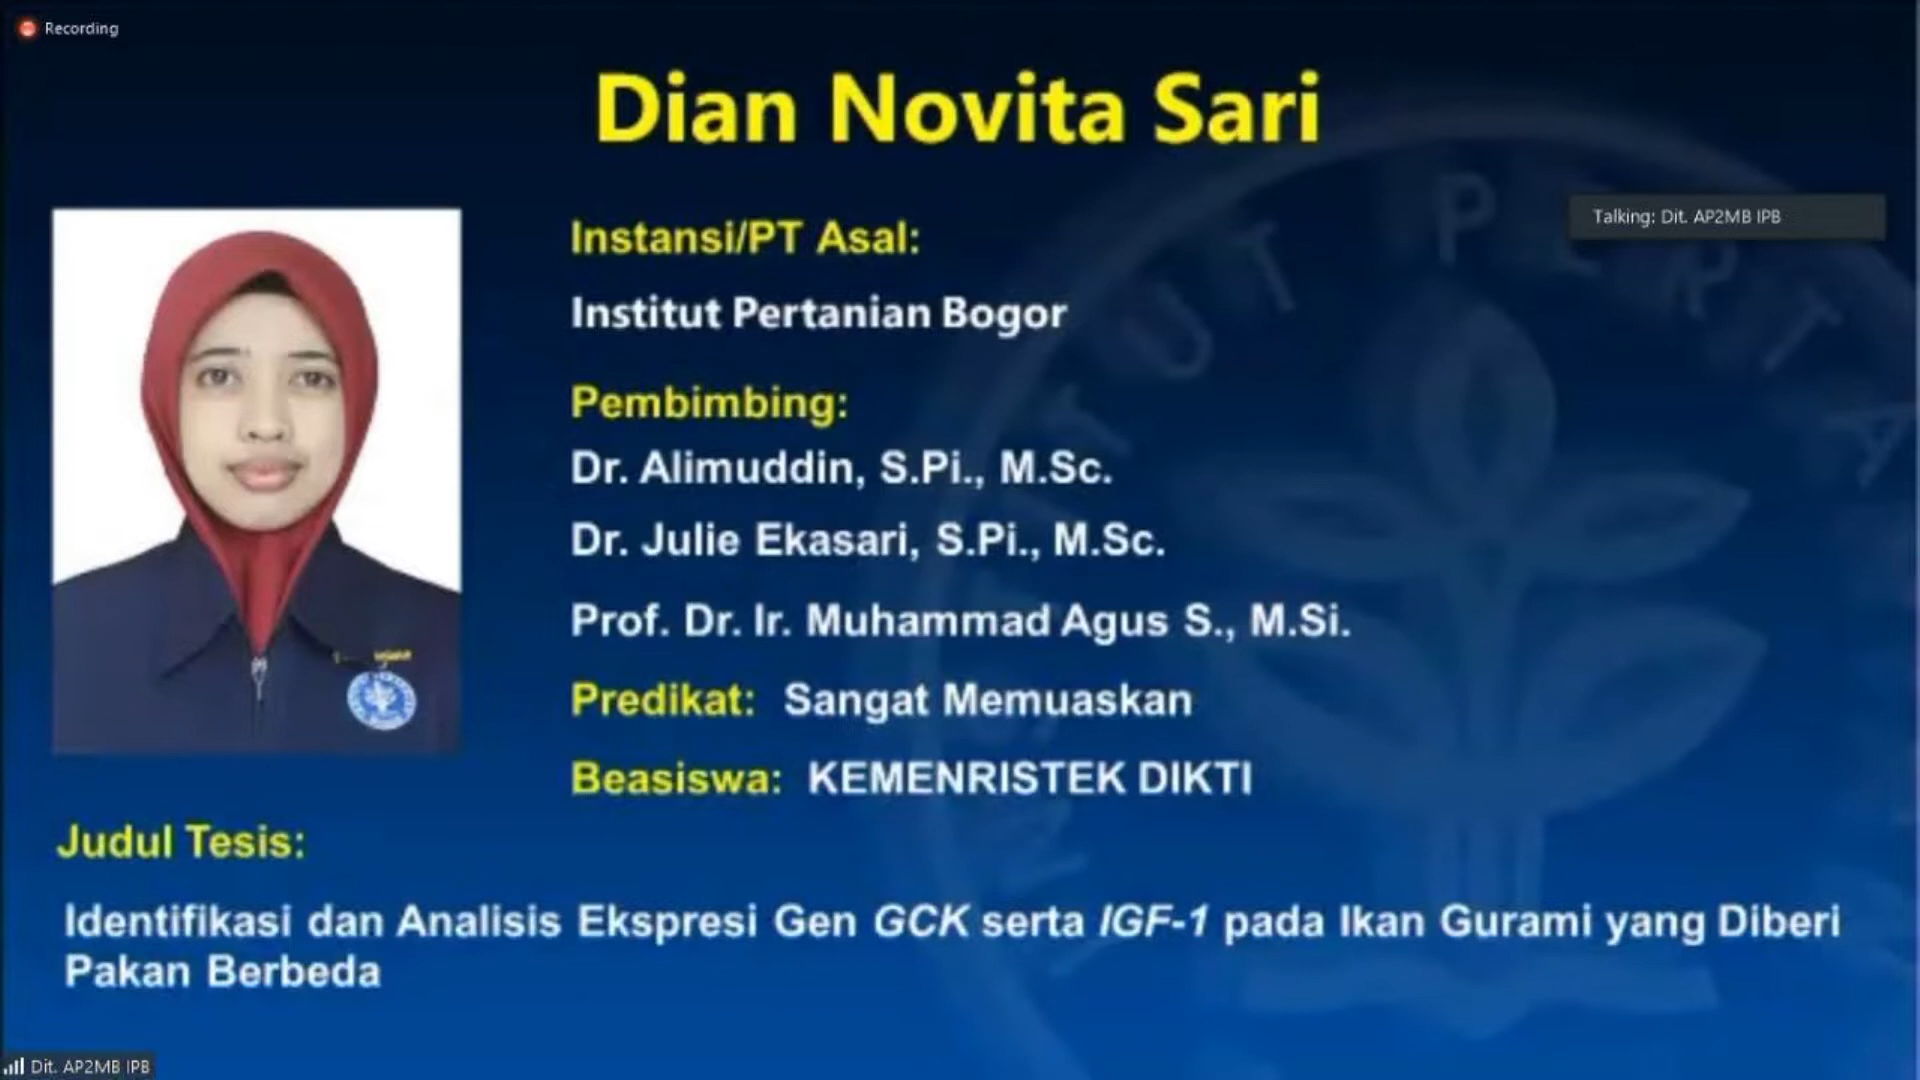 Recording
Dian Novita Sari
Talking: Dit. AP2MB IPB
Instansi/PT Asal:
Institut Pertanian Bogor
Pembimbing:
Dr. Alimuddin, S.Pi., M.Sc.
Dr. Julie Ekasari, S.Pi., M.Sc.
Prof. Dr. Ir. Muhammad Agus S., M.Si.
Predikat: Sangat Memuaskan
Beasiswa: KEMENRISTEK DIKTI
Judul Tesis:
Identifikasi dan Analisis Ekspresi Gen GCK serta IGF-1 pada Ikan Gurami yang Diberi
Pakan Berbeda
Dit. AP2MB IPB